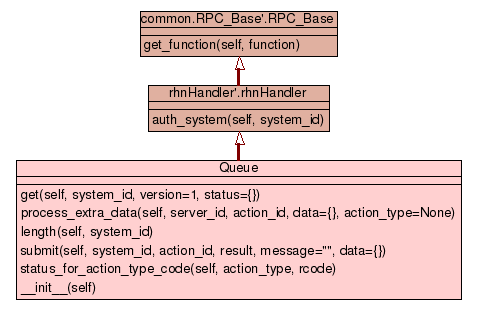 common.RPC_Base'.RPC_Base
get_function(self, function)
rhnHandler'.rhnHandler
auth_system(self, system_id)
Queue
get(self, system_id, version=1, status={})
process_extra_data(self, server_id, action_id, data={}, action_type=None)
length(self, system_id)
submit(self, system_id, action_id, result, message="", data={})
status_for_action_type_code(self, action_type, rcode)
__init__(self)